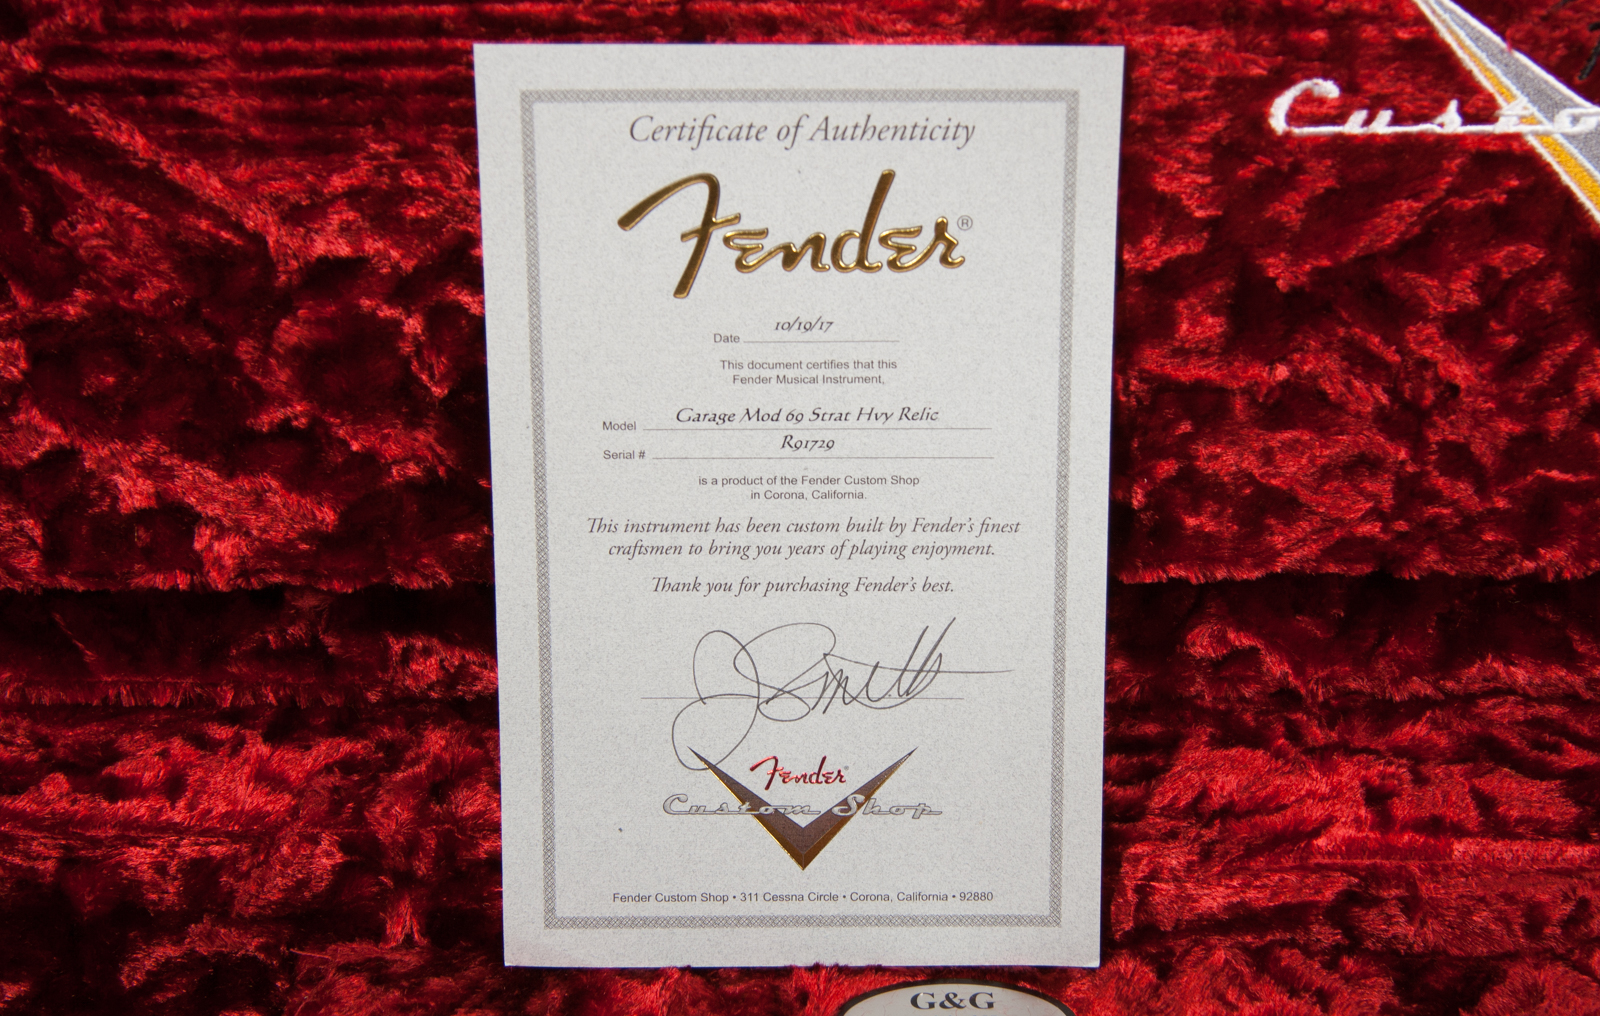 Custo
Certificate of Authenticity
Fender®
10/19/17
Date
This document certifies that this
Fender Musical Instrument,
Garage Mod 69 Strat Hvy Relic
Model
R91729
Serial #
is a product of the Fender Custom Shop
in Corona, California.
This instrument has been custom built by Fender's finest
craftsmen to bring you years of playing enjoyment.
Thank you for purchasing Fender's best.
J Smith
Fender®
Custom Shop
Fender Custom Shop • 311 Cessna Circle • Corona, California • 92880
G&G